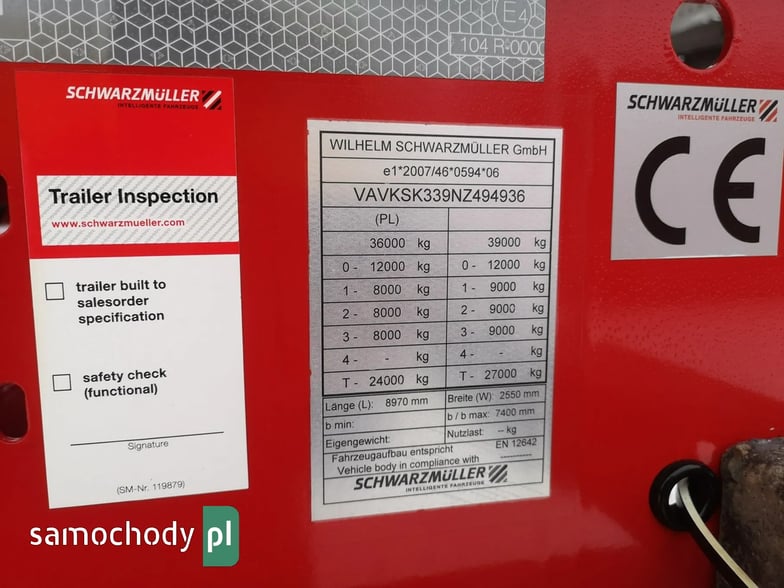 E4
104 R-0000
SCHWARZMÜLLER
INTELLIGENTE FAHRZEUGE
Trailer Inspection
www.schwarzmueller.com
trailer built to
salesorder
specification
safety check
(functional)
Signature
(SM-Nr. 119879)
WILHELM SCHWARZMÜLLER GmbH
e1*2007/46*0594*06
VAVKSK339NZ494936
(PL)
36000 kg 39000 kg
0 - 12000 kg 0 - 12000 kg
1 - 8000 kg 1 - 9000 kg
2 - 8000 kg 2 - 9000 kg
3 - 8000 kg 3 - 9000 kg
4 - - kg 4 - - kg
T - 24000 kg T - 27000 kg
Länge (L): 8970 mm Breite (W): 2550 mm
b min: b / b max: 7400 mm
Eigengewicht: Nutzlast: -- kg
Fahrzeugaufbau entspricht EN 12642
Vehicle body in compliance with ---------
SCHWARZMÜLLER
INTELLIGENTE FAHRZEUGE
SCHWARZMÜLLER
INTELLIGENTE FAHRZEUGE
CE
samochody pl